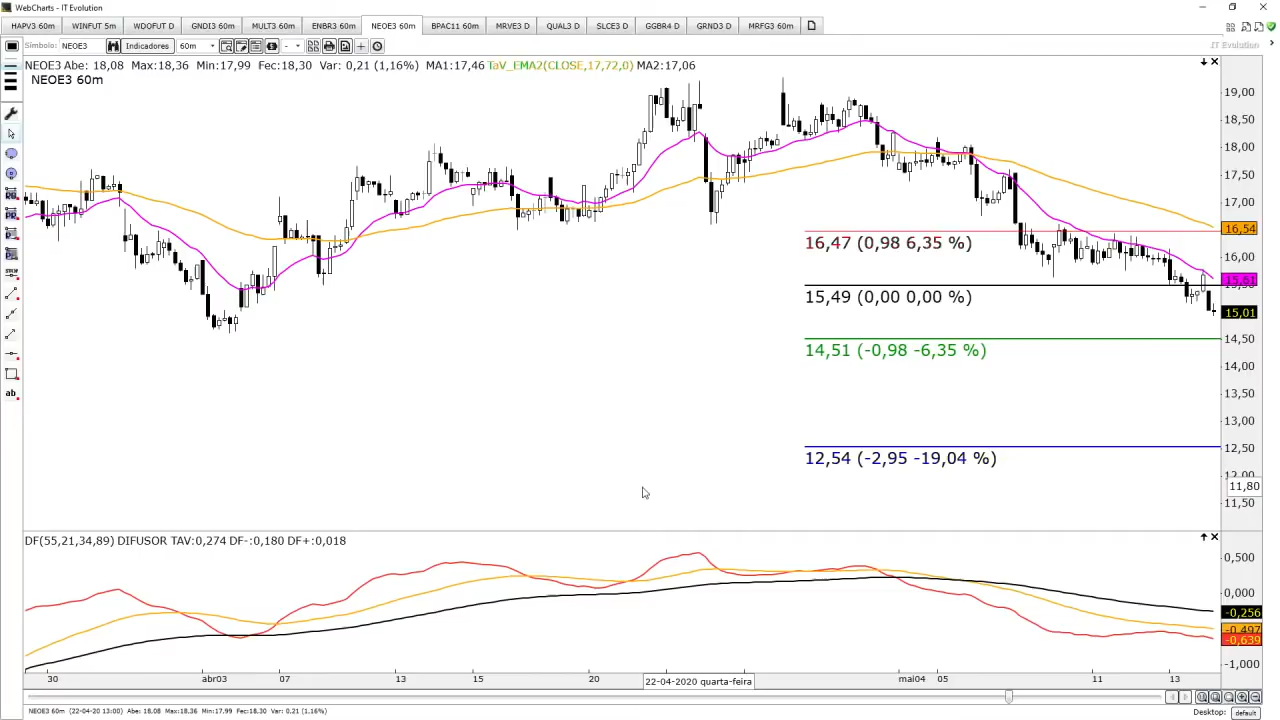 WebCharts - IT Evolution
HAPV3 60m WINFUT 5m WDOFUT D GNDI3 60m MULT3 60m ENBR3 60m NEOE3 60m BPAC11 60m MRVE3 D QUAL3 D SLCE3 D GGBR4 D GRND3 D MRFG3 60m
Símbolo: NEOE3 Indicadores 60m - IT Evolution
NEOE3 Abe: 18,08 Max:18,36 Min:17,99 Fec:18,30 Var: 0,21 (1,16%) MA1:17,46 TaV_EMA2(CLOSE,17,72,0) MA2:17,06
NEOE3 60m
19,00
18,50
18,00
17,50
17,00
16,54
16,47 (0,98 6,35 %)
16,00
15,61
15,50
15,49 (0,00 0,00 %)
15,01
14,50
14,51 (-0,98 -6,35 %)
14,00
13,50
13,00
12,50
12,54 (-2,95 -19,04 %)
12,00
11,80
11,50
ab
DF(55,21,34,89) DIFUSOR TAV:0,274 DF-:0,180 DF+:0,018
0,500
0,000
-0,256
-0,497
-0,639
-1,000
30 abr03 07 13 15 20 22-04-2020 quarta-feira mai04 05 11 13
NEOE3 60m (22-04-20 13:00) Abe: 18,08 Max:18,36 Min:17,99 Fec:18,30 Var: 0,21 (1,16%)
Desktop: default